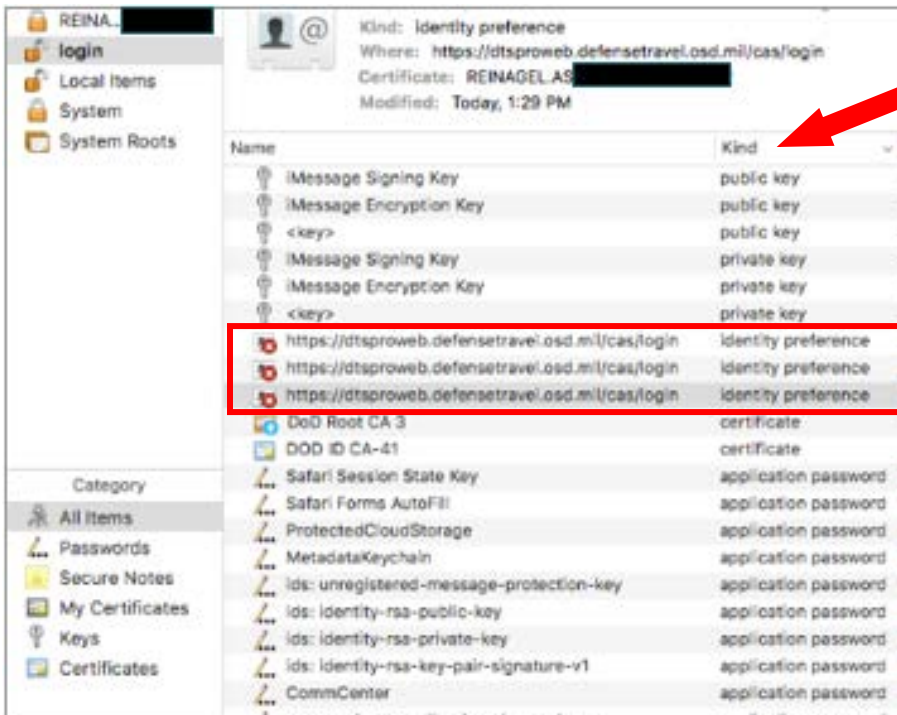 REINA...
login
Local Items
System
System Roots
Kind: identity preference
Where: https://dtsproweb.defensetravel.osd.mil/cas/login
Certificate: REINAGEL.AS
Modified: Today, 1:29 PM
Name Kind
iMessage Signing Key public key
iMessage Encryption Key public key
<key> public key
iMessage Signing Key private key
iMessage Encryption Key private key
<key> private key
https://dtsproweb.defensetravel.osd.mil/cas/login identity preference
https://dtsproweb.defensetravel.osd.mil/cas/login identity preference
https://dtsproweb.defensetravel.osd.mil/cas/login identity preference
DoD Root CA 3 certificate
DOD ID CA-41 certificate
Safari Session State Key application password
Safari Forms AutoFill application password
ProtectedCloudStorage application password
MetadataKeychain application password
ids: unregistered-message-protection-key application password
ids: identity-rsa-public-key application password
ids: identity-rsa-private-key application password
ids: identity-rsa-key-pair-signature-v1 application password
CommCenter application password
Category
All Items
Passwords
Secure Notes
My Certificates
Keys
Certificates